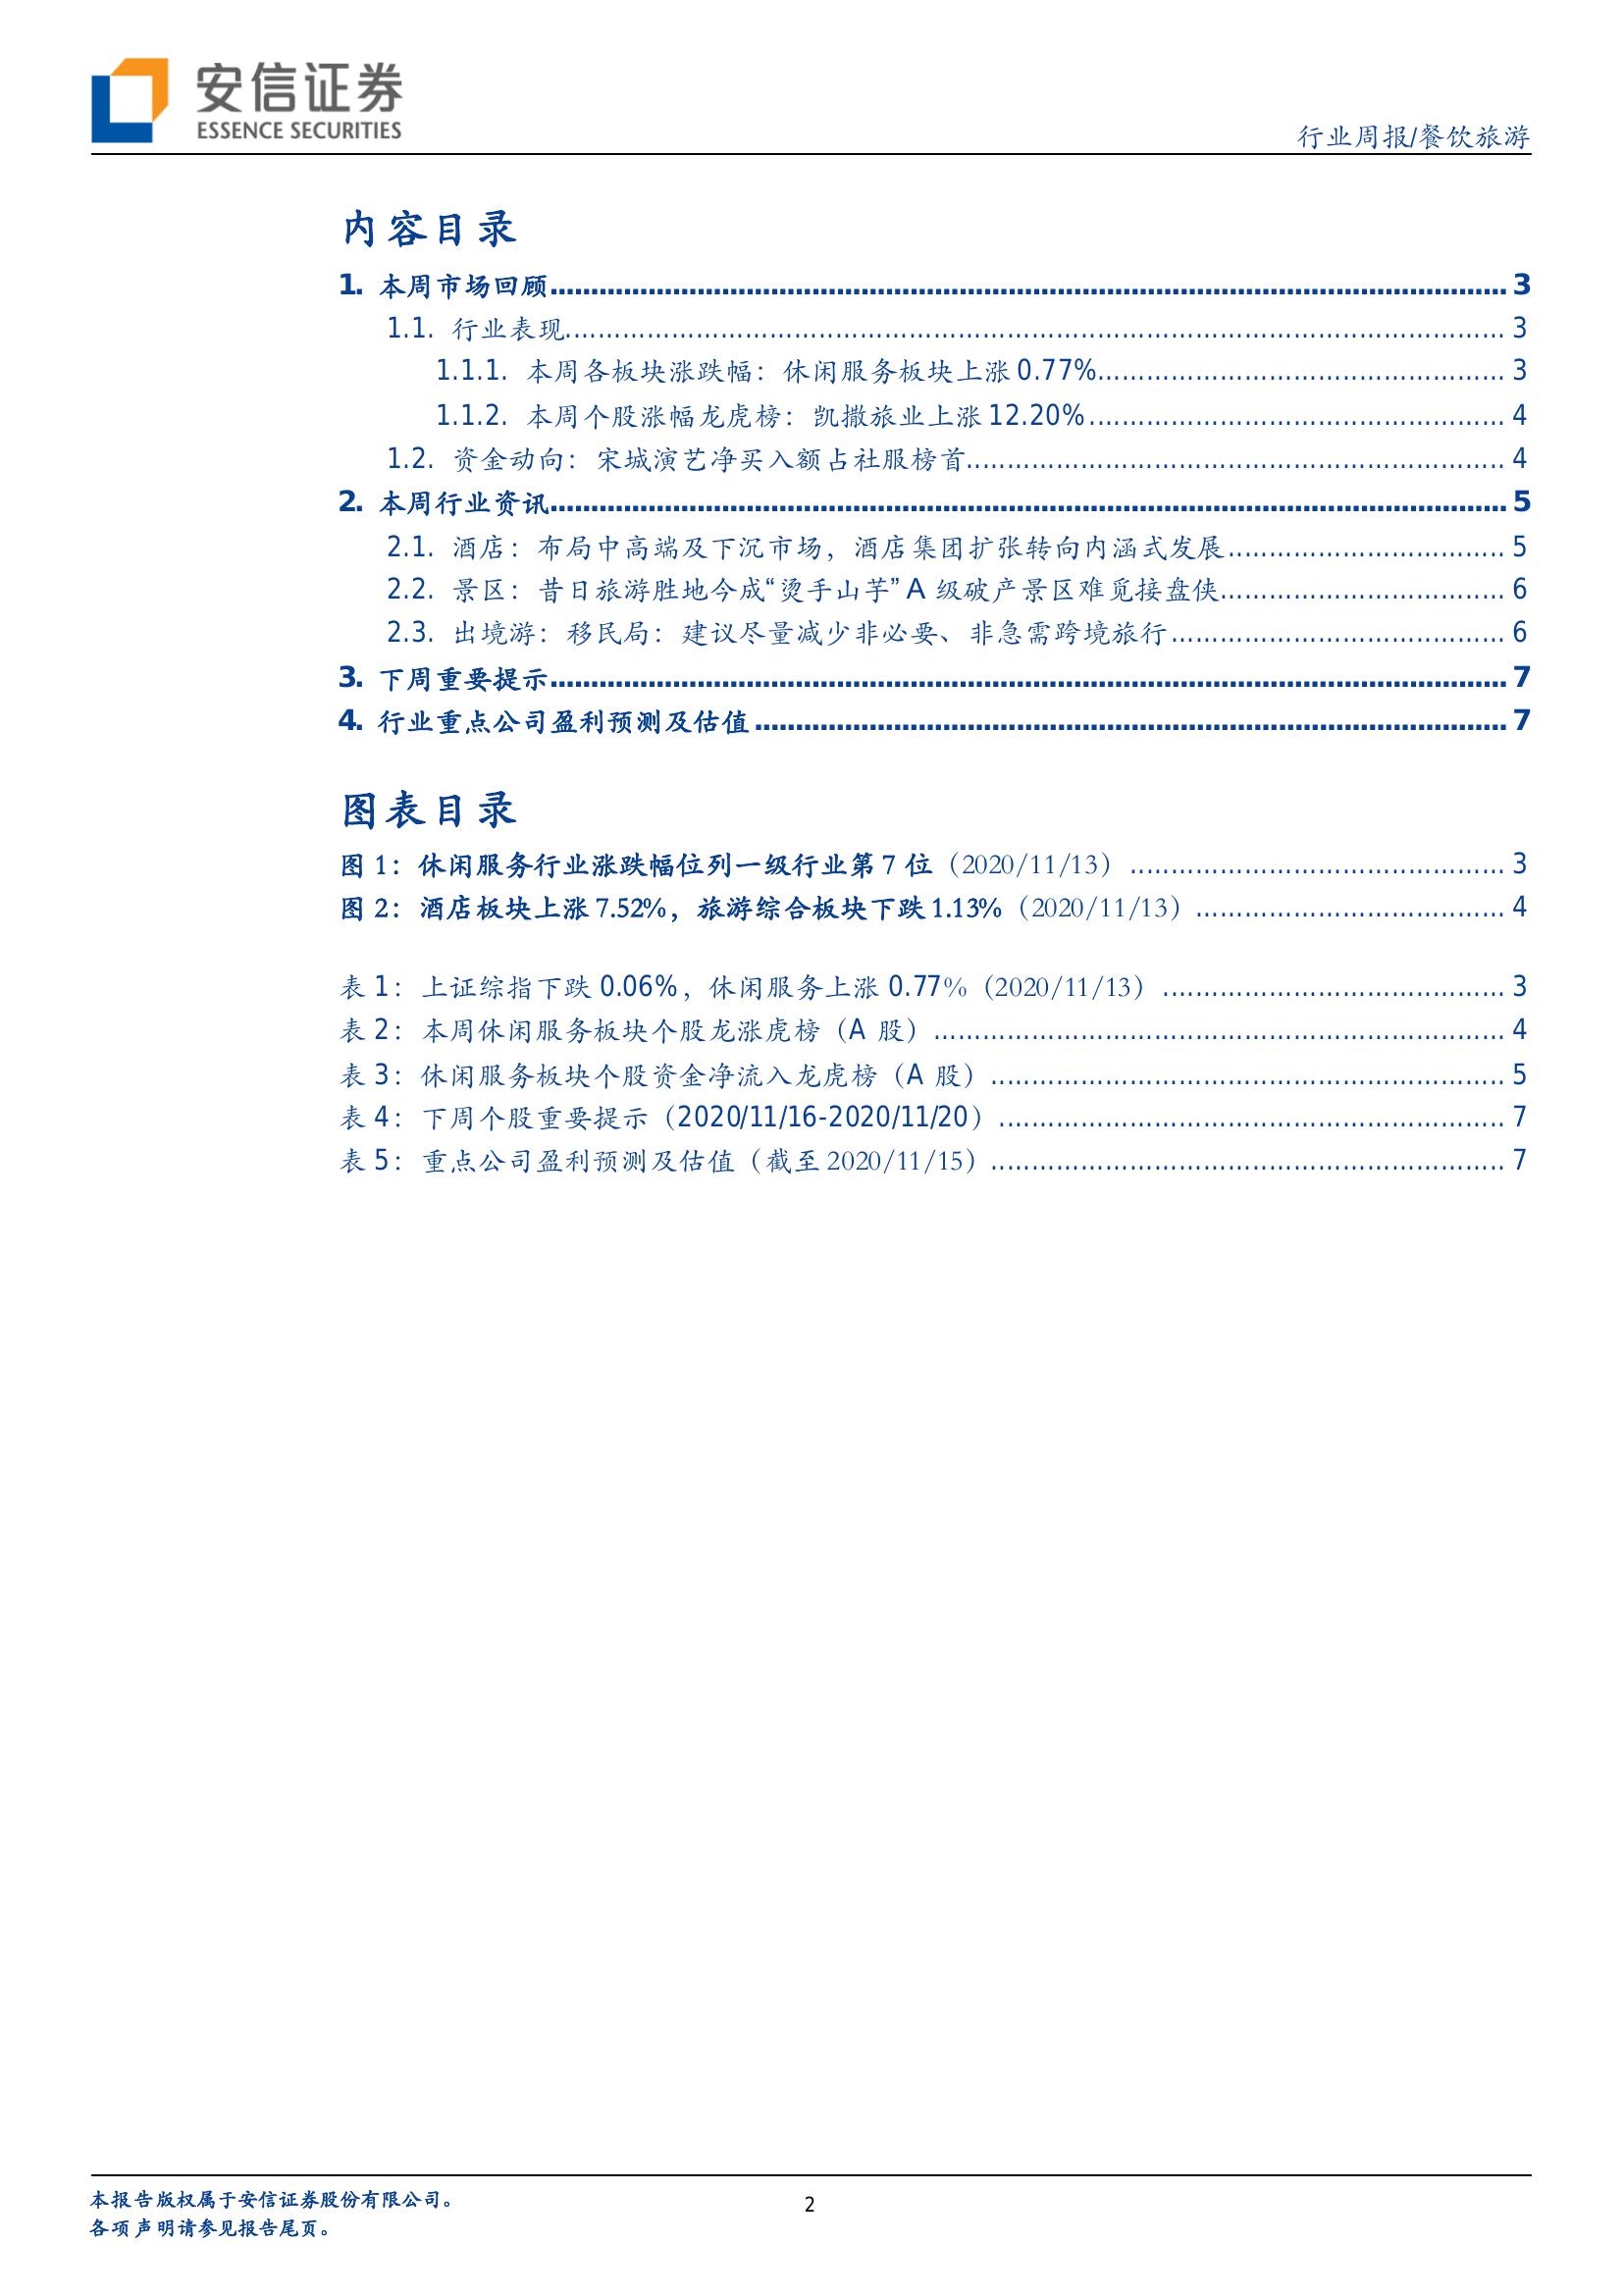 安信证券
ESSENCE SECURITIES
行业周报/餐饮旅游
内容目录
1. 本周市场回顾 3
1.1. 行业表现 3
1.1.1. 本周各板块涨跌幅：休闲服务板块上涨 0.77% 3
1.1.2. 本周个股涨幅龙虎榜：凯撒旅业上涨 12.20% 4
1.2. 资金动向：宋城演艺净买入额占社服榜首 4
2. 本周行业资讯 5
2.1. 酒店：布局中高端及下沉市场，酒店集团扩张转向内涵式发展 5
2.2. 景区：昔日旅游胜地今成“烫手山芋” A 级破产景区难觅接盘侠 6
2.3. 出境游：移民局：建议尽量减少非必要、非急需跨境旅行 6
3. 下周重要提示 7
4. 行业重点公司盈利预测及估值 7
图表目录
图 1：休闲服务行业涨跌幅位列一级行业第 7 位（2020/11/13） 3
图 2：酒店板块上涨 7.52%，旅游综合板块下跌 1.13%（2020/11/13） 4
表 1：上证综指下跌 0.06%，休闲服务上涨 0.77%（2020/11/13） 3
表 2：本周休闲服务板块个股龙涨虎榜（A 股） 4
表 3：休闲服务板块个股资金净流入龙虎榜（A 股） 5
表 4：下周个股重要提示（2020/11/16-2020/11/20） 7
表 5：重点公司盈利预测及估值（截至 2020/11/15） 7
本报告版权属于安信证券股份有限公司。
2
各项声明请参见报告尾页。